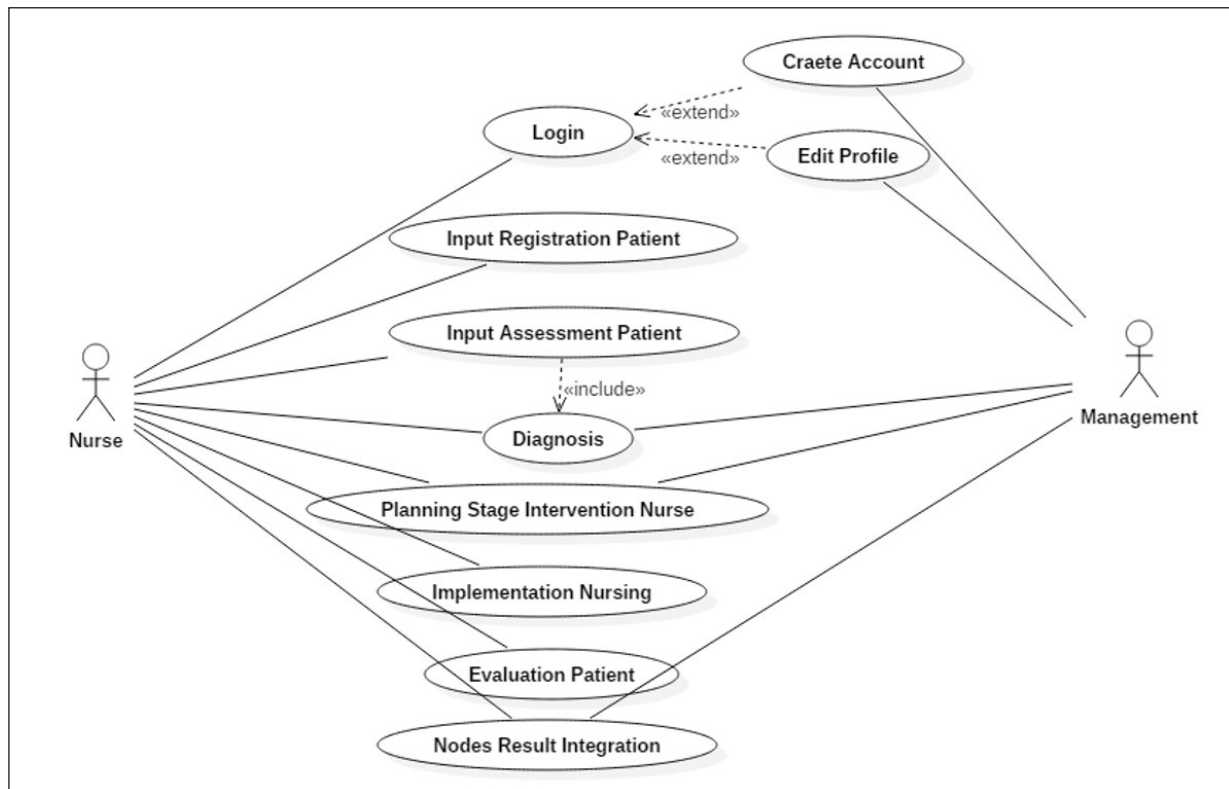 Craete Account
«extend»
Login
Edit Profile
«extend»
Input Registration Patient
Input Assessment Patient
«include»
Nurse
Management
Diagnosis
Planning Stage Intervention Nurse
Implementation Nursing
Evaluation Patient
Nodes Result Integration